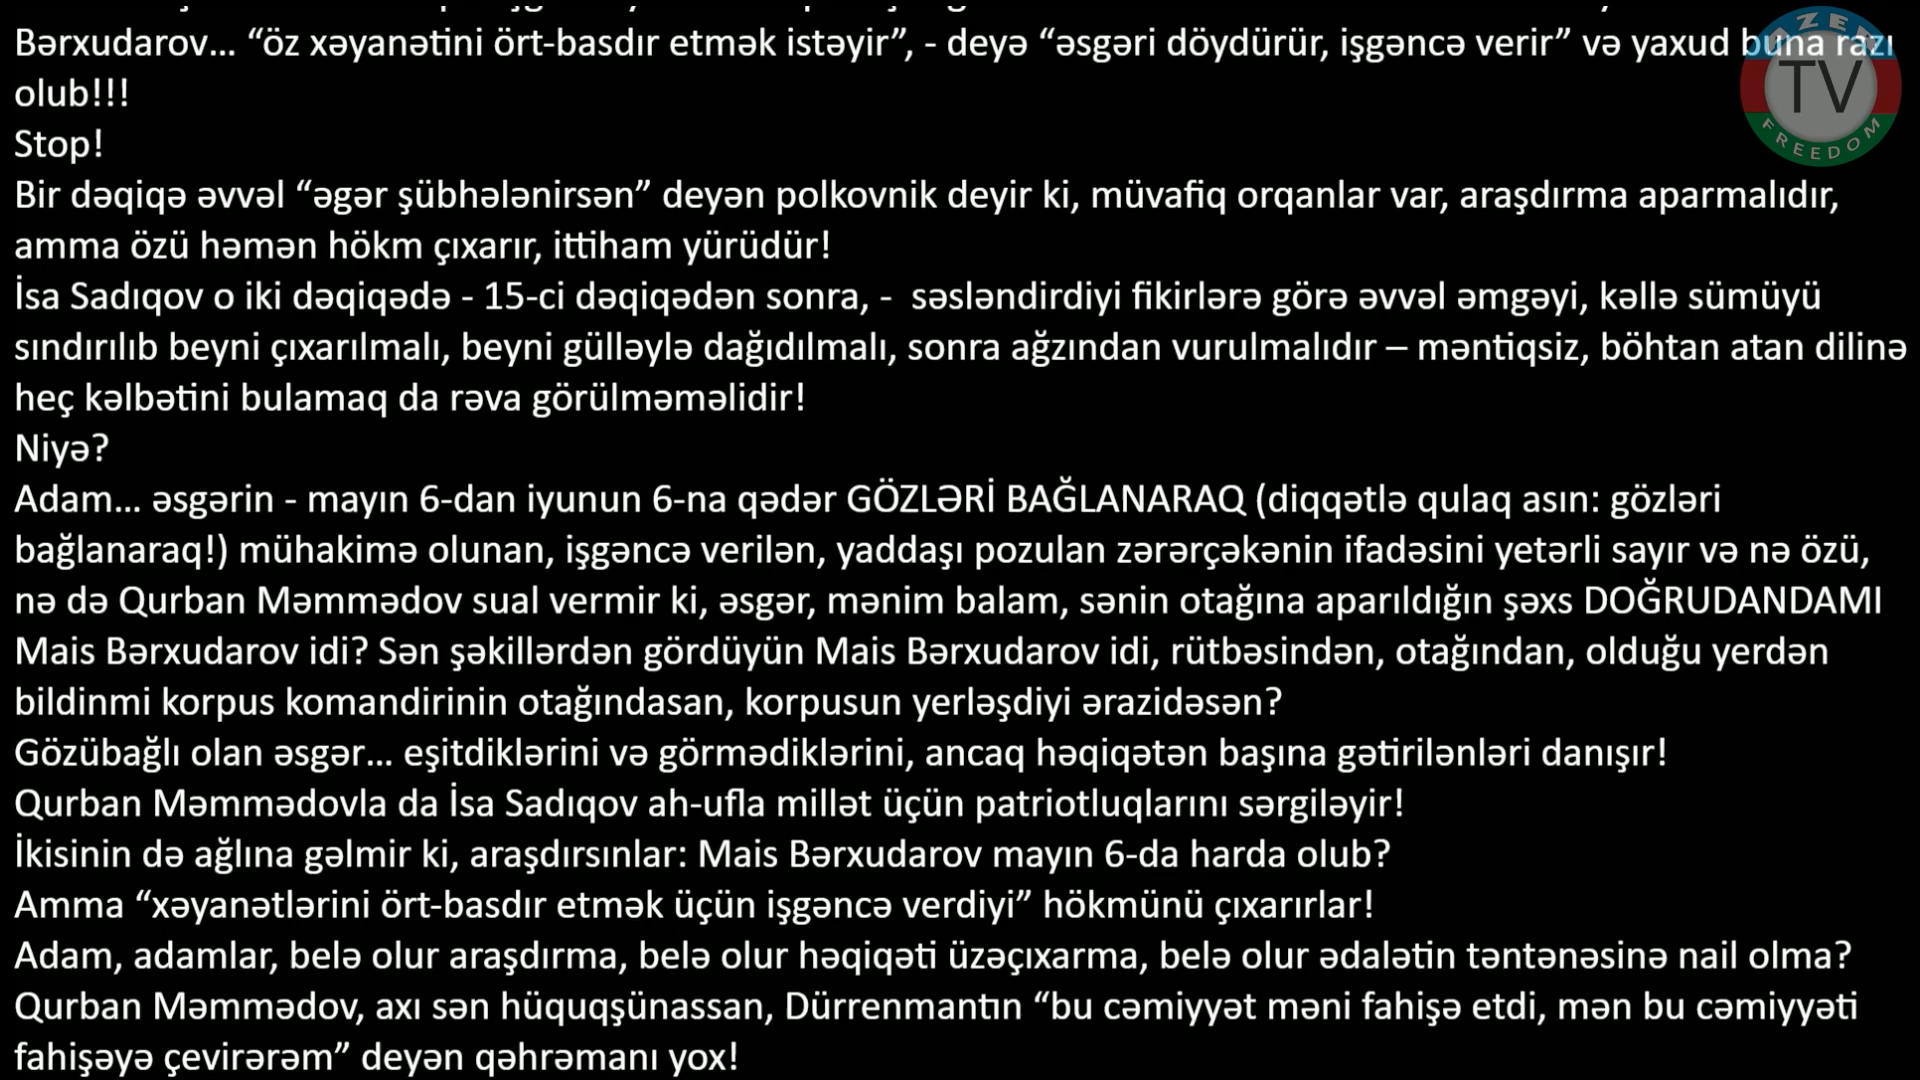 Bərxudarov… “öz xəyanətini ört-basdır etmək istəyir”, - deyə “əsgəri döydürür, işgəncə verir” və yaxud buna razı
olub!!!
Stop!
Bir dəqiqə əvvəl “əgər şübhələnirsən” deyən polkovnik deyir ki, müvafiq orqanlar var, araşdırma aparmalıdır,
amma özü həmən hökm çıxarır, ittiham yürüdür!
İsa Sadıqov o iki dəqiqədə - 15-ci dəqiqədən sonra, -  səsləndirdiyi fikirlərə görə əvvəl əmgəyi, kəllə sümüyü
sındırılıb beyni çıxarılmalı, beyni gülləylə dağıdılmalı, sonra ağzından vurulmalıdır – məntiqsiz, böhtan atan dilinə
heç kəlbətini bulamaq da rəva görülməməlidir!
Niyə?
Adam… əsgərin - mayın 6-dan iyunun 6-na qədər GÖZLƏRİ BAĞLANARAQ (diqqətlə qulaq asın: gözləri
bağlanaraq!) mühakimə olunan, işgəncə verilən, yaddaşı pozulan zərərçəkənin ifadəsini yetərli sayır və nə özü,
nə də Qurban Məmmədov sual vermir ki, əsgər, mənim balam, sənin otağına aparıldığın şəxs DOĞRUDANDAMI
Mais Bərxudarov idi? Sən şəkillərdən gördüyün Mais Bərxudarov idi, rütbəsindən, otağından, olduğu yerdən
bildinmi korpus komandirinin otağındasan, korpusun yerləşdiyi ərazidəsən?
Gözübağlı olan əsgər… eşitdiklərini və görmədiklərini, ancaq həqiqətən başına gətirilənləri danışır!
Qurban Məmmədovla da İsa Sadıqov ah-ufla millət üçün patriotluqlarını sərgiləyir!
İkisinin də ağlına gəlmir ki, araşdırsınlar: Mais Bərxudarov mayın 6-da harda olub?
Amma “xəyanətlərini ört-basdır etmək üçün işgəncə verdiyi” hökmünü çıxarırlar!
Adam, adamlar, belə olur araşdırma, belə olur həqiqəti üzəçıxarma, belə olur ədalətin təntənəsinə nail olma?
Qurban Məmmədov, axı sən hüquqşünassan, Dürrenmantın “bu cəmiyyət məni fahişə etdi, mən bu cəmiyyəti
fahişəyə çevirərəm” deyən qəhrəmanı yox!
AZERI
TV
FREEDOM